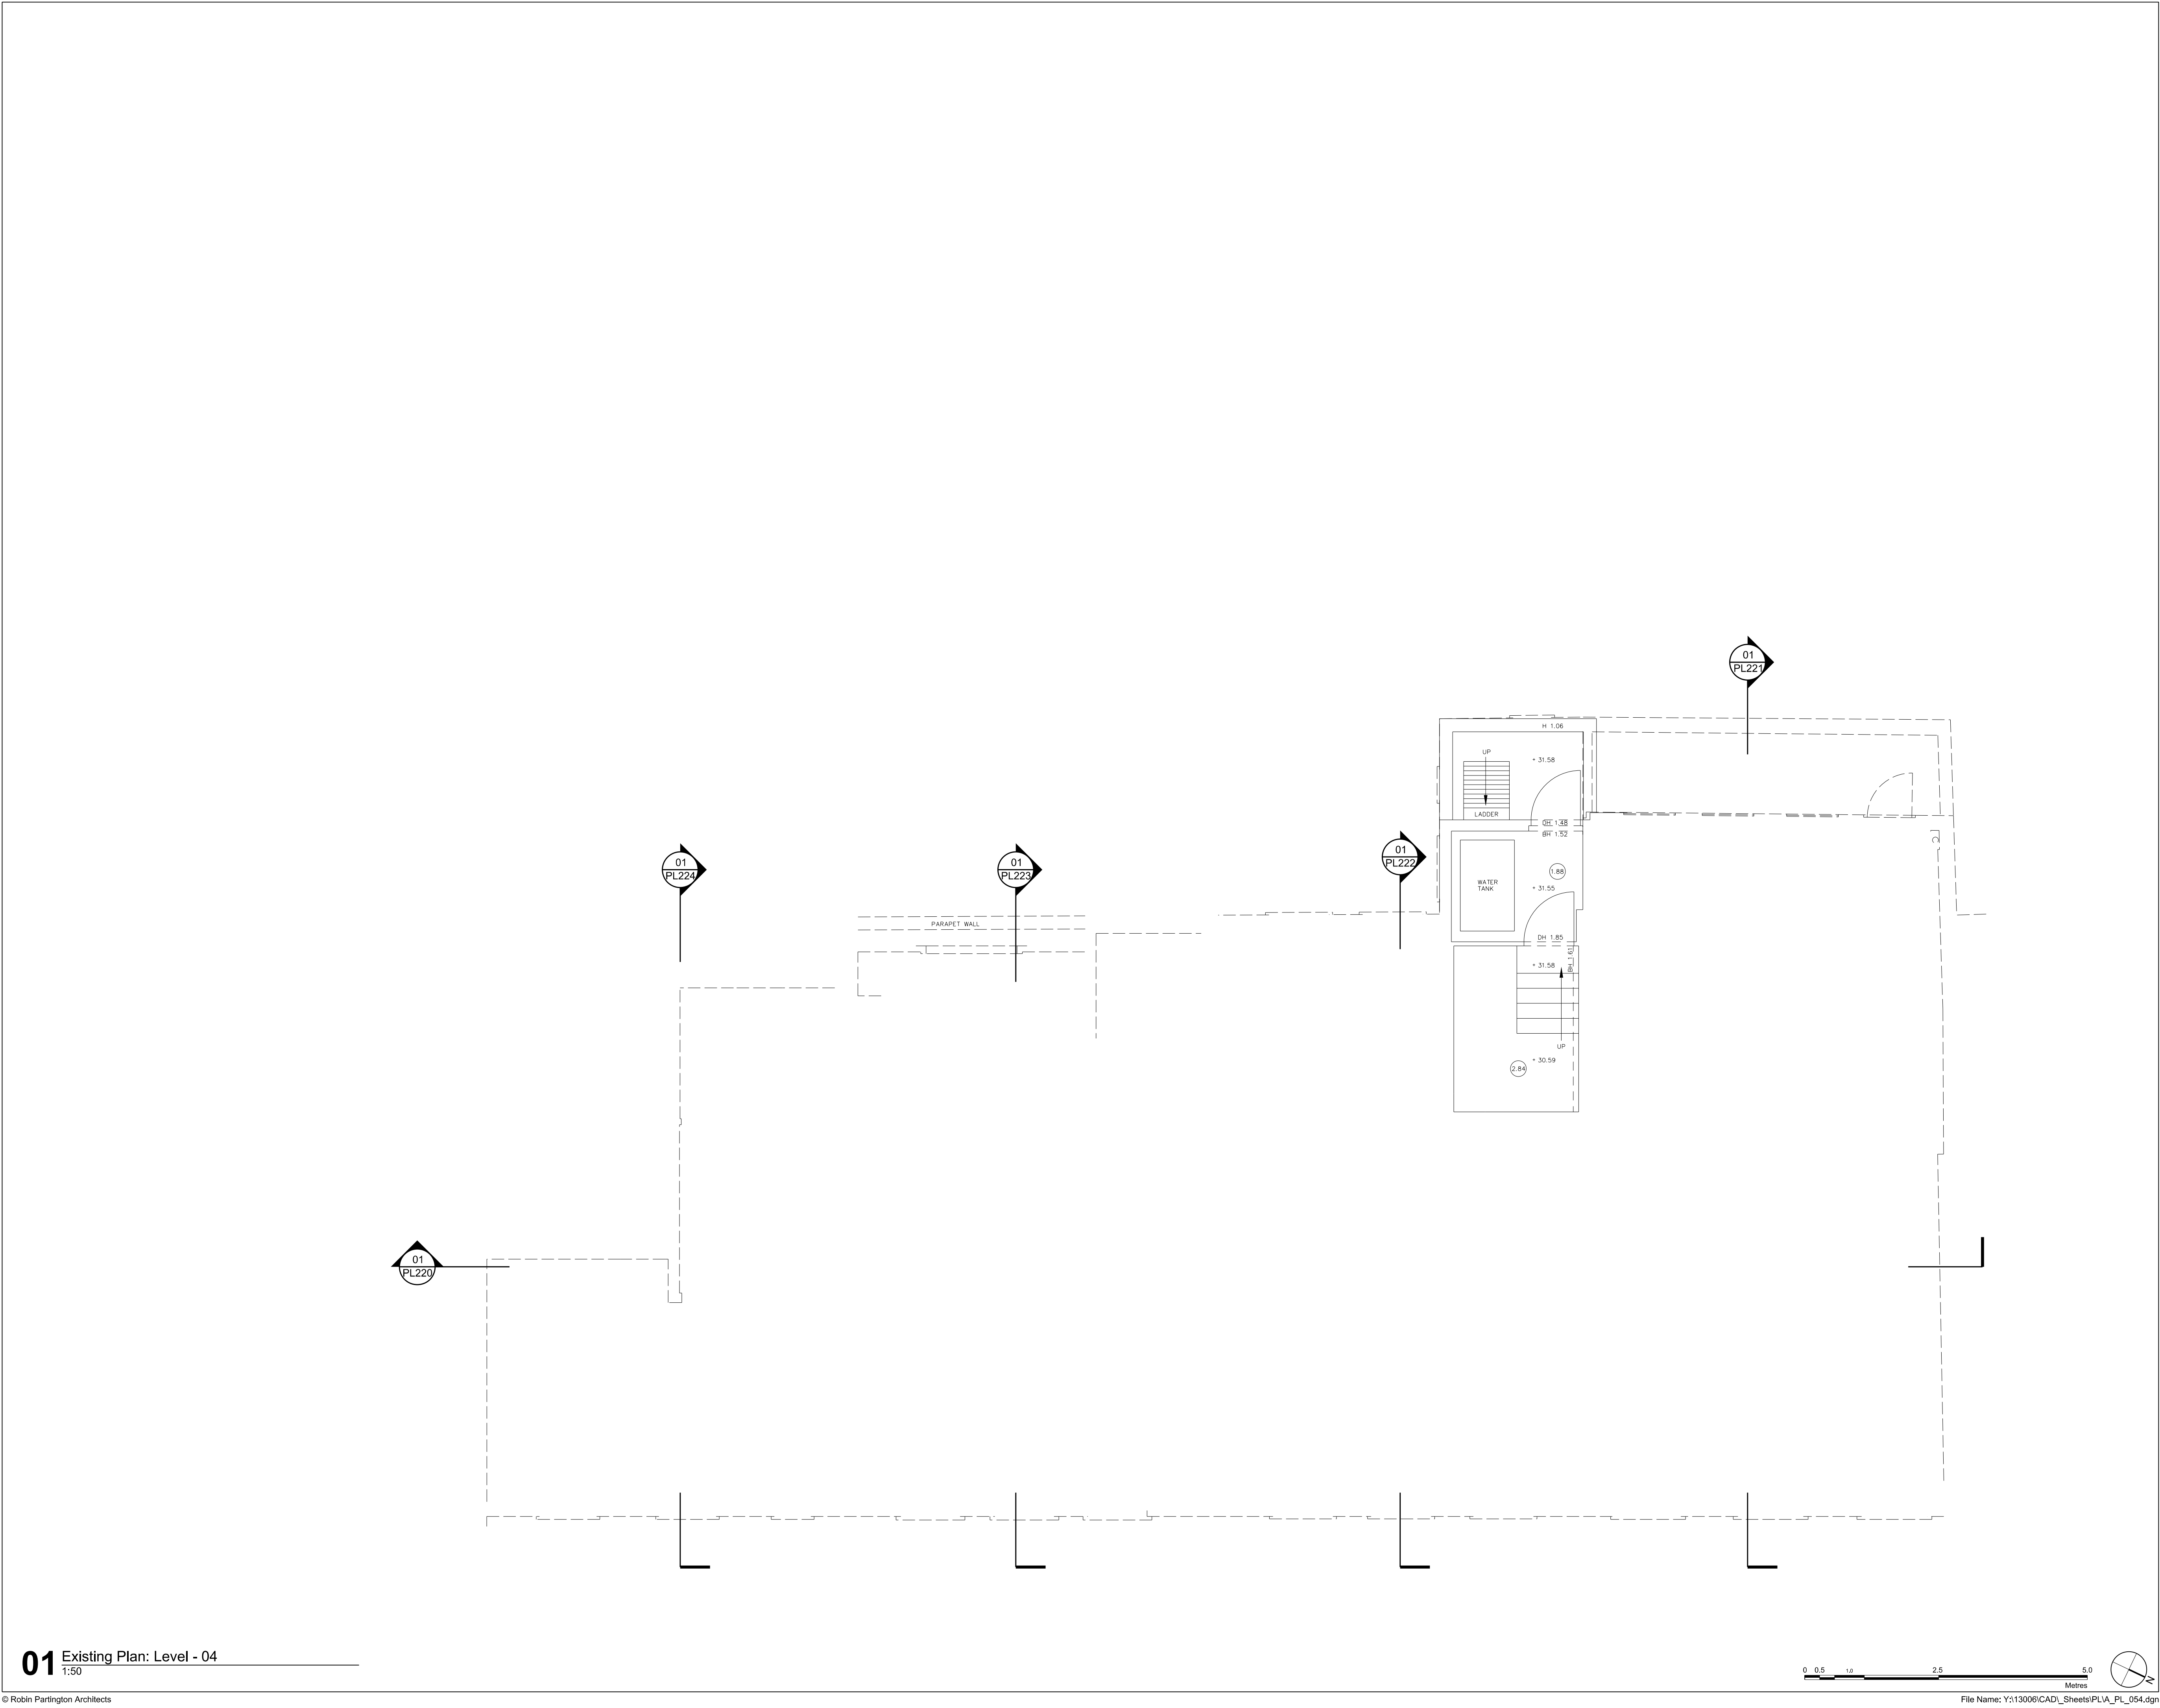 01
PL221
H 1.06
UP
+ 31.58
LADDER
DH 1.48
BH 1.52
01
PL222
01
PL224
01
PL223
1.88
WATER
TANK
+ 31.55
PARAPET WALL
DH 1.85
BH 1.61
+ 31.58
UP
+ 30.59
2.84
01
PL220
01 Existing Plan: Level - 04
1:50
0 0.5 1.0 2.5 5.0
Metres
N
© Robin Partington Architects
File Name: Y:\13006\CAD\_Sheets\PL\A_PL_054.dgn